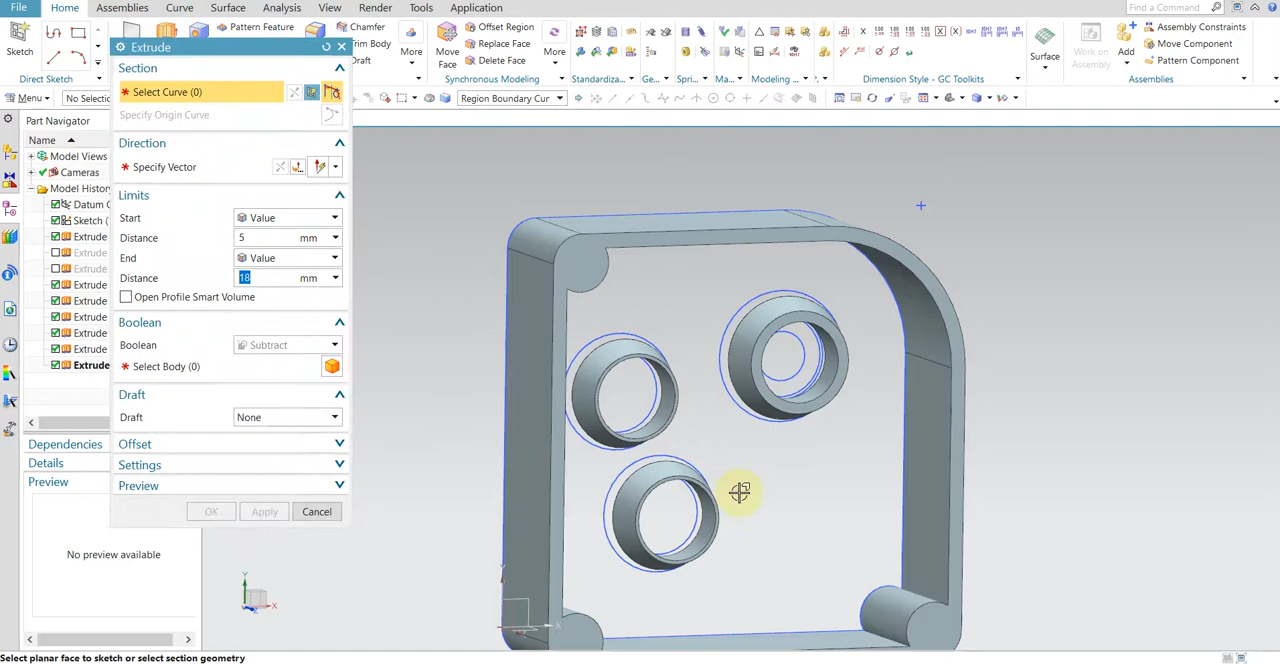 File Home Assemblies Curve Surface Analysis View Render Tools Application Find a Command
Sketch
Direct Sketch
Pattern Feature
Chamfer
Trim Body
Draft
More
Move Face
Offset Region
Replace Face
Delete Face
More
Synchronous Modeling
Standardiza...
Ge...
Spri...
Ma...
Modeling ...
Dimension Style - GC Toolkits
Surface
Work on Assembly
Add
Assembly Constraints
Move Component
Pattern Component
Assemblies
Menu
No Selectio
Region Boundary Cur
Part Navigator
Name
Model Views
Cameras
Model History
Datum C
Sketch (
Extrude
Extrude
Extrude
Extrude
Extrude
Extrude
Extrude
Extrude
Extrude
Dependencies
Details
Preview
No preview available
Extrude
Section
* Select Curve (0)
Specify Origin Curve
Direction
* Specify Vector
Limits
Start Value
Distance 5 mm
End Value
Distance 18 mm
Open Profile Smart Volume
Boolean
Boolean Subtract
* Select Body (0)
Draft
Draft None
Offset
Settings
Preview
OK Apply Cancel
Y
X
Z
Y
X
Select planar face to sketch or select section geometry